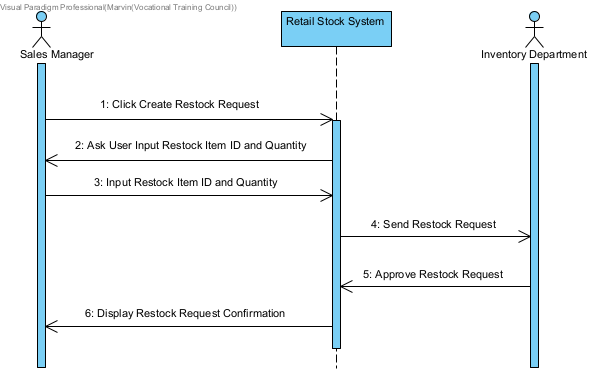 Visual Paradigm Professional(Marvin(Vocational Training Council))
Retail Stock System
Sales Manager
Inventory Department
1: Click Create Restock Request
2: Ask User Input Restock Item ID and Quantity
3: Input Restock Item ID and Quantity
4: Send Restock Request
5: Approve Restock Request
6: Display Restock Request Confirmation